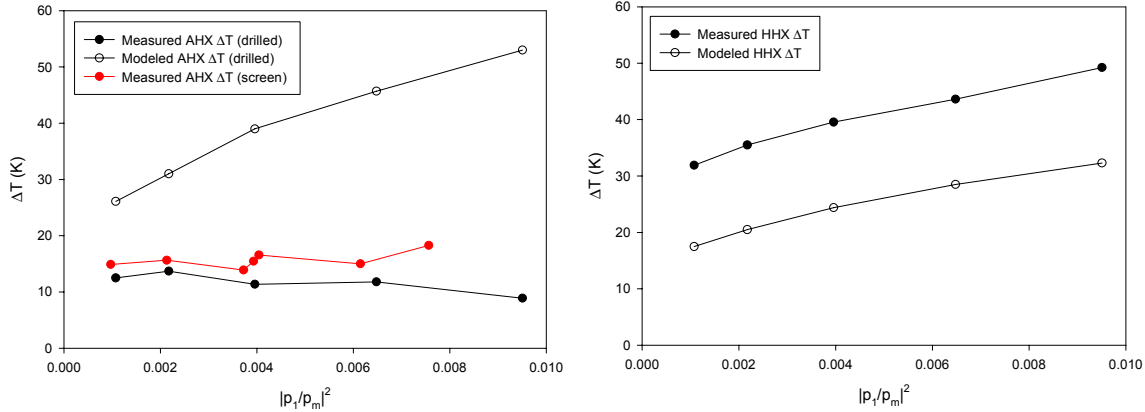 60
50
40
30
20
10
0
ΔT (K)
Measured AHX ΔT (drilled)
Modeled AHX ΔT (drilled)
Measured AHX ΔT (screen)
0.000 0.002 0.004 0.006 0.008 0.010
|p1/pm|²
60
50
40
30
20
10
0
ΔT (K)
Measured HHX ΔT
Modeled HHX ΔT
0.000 0.002 0.004 0.006 0.008 0.010
|p1/pm|²